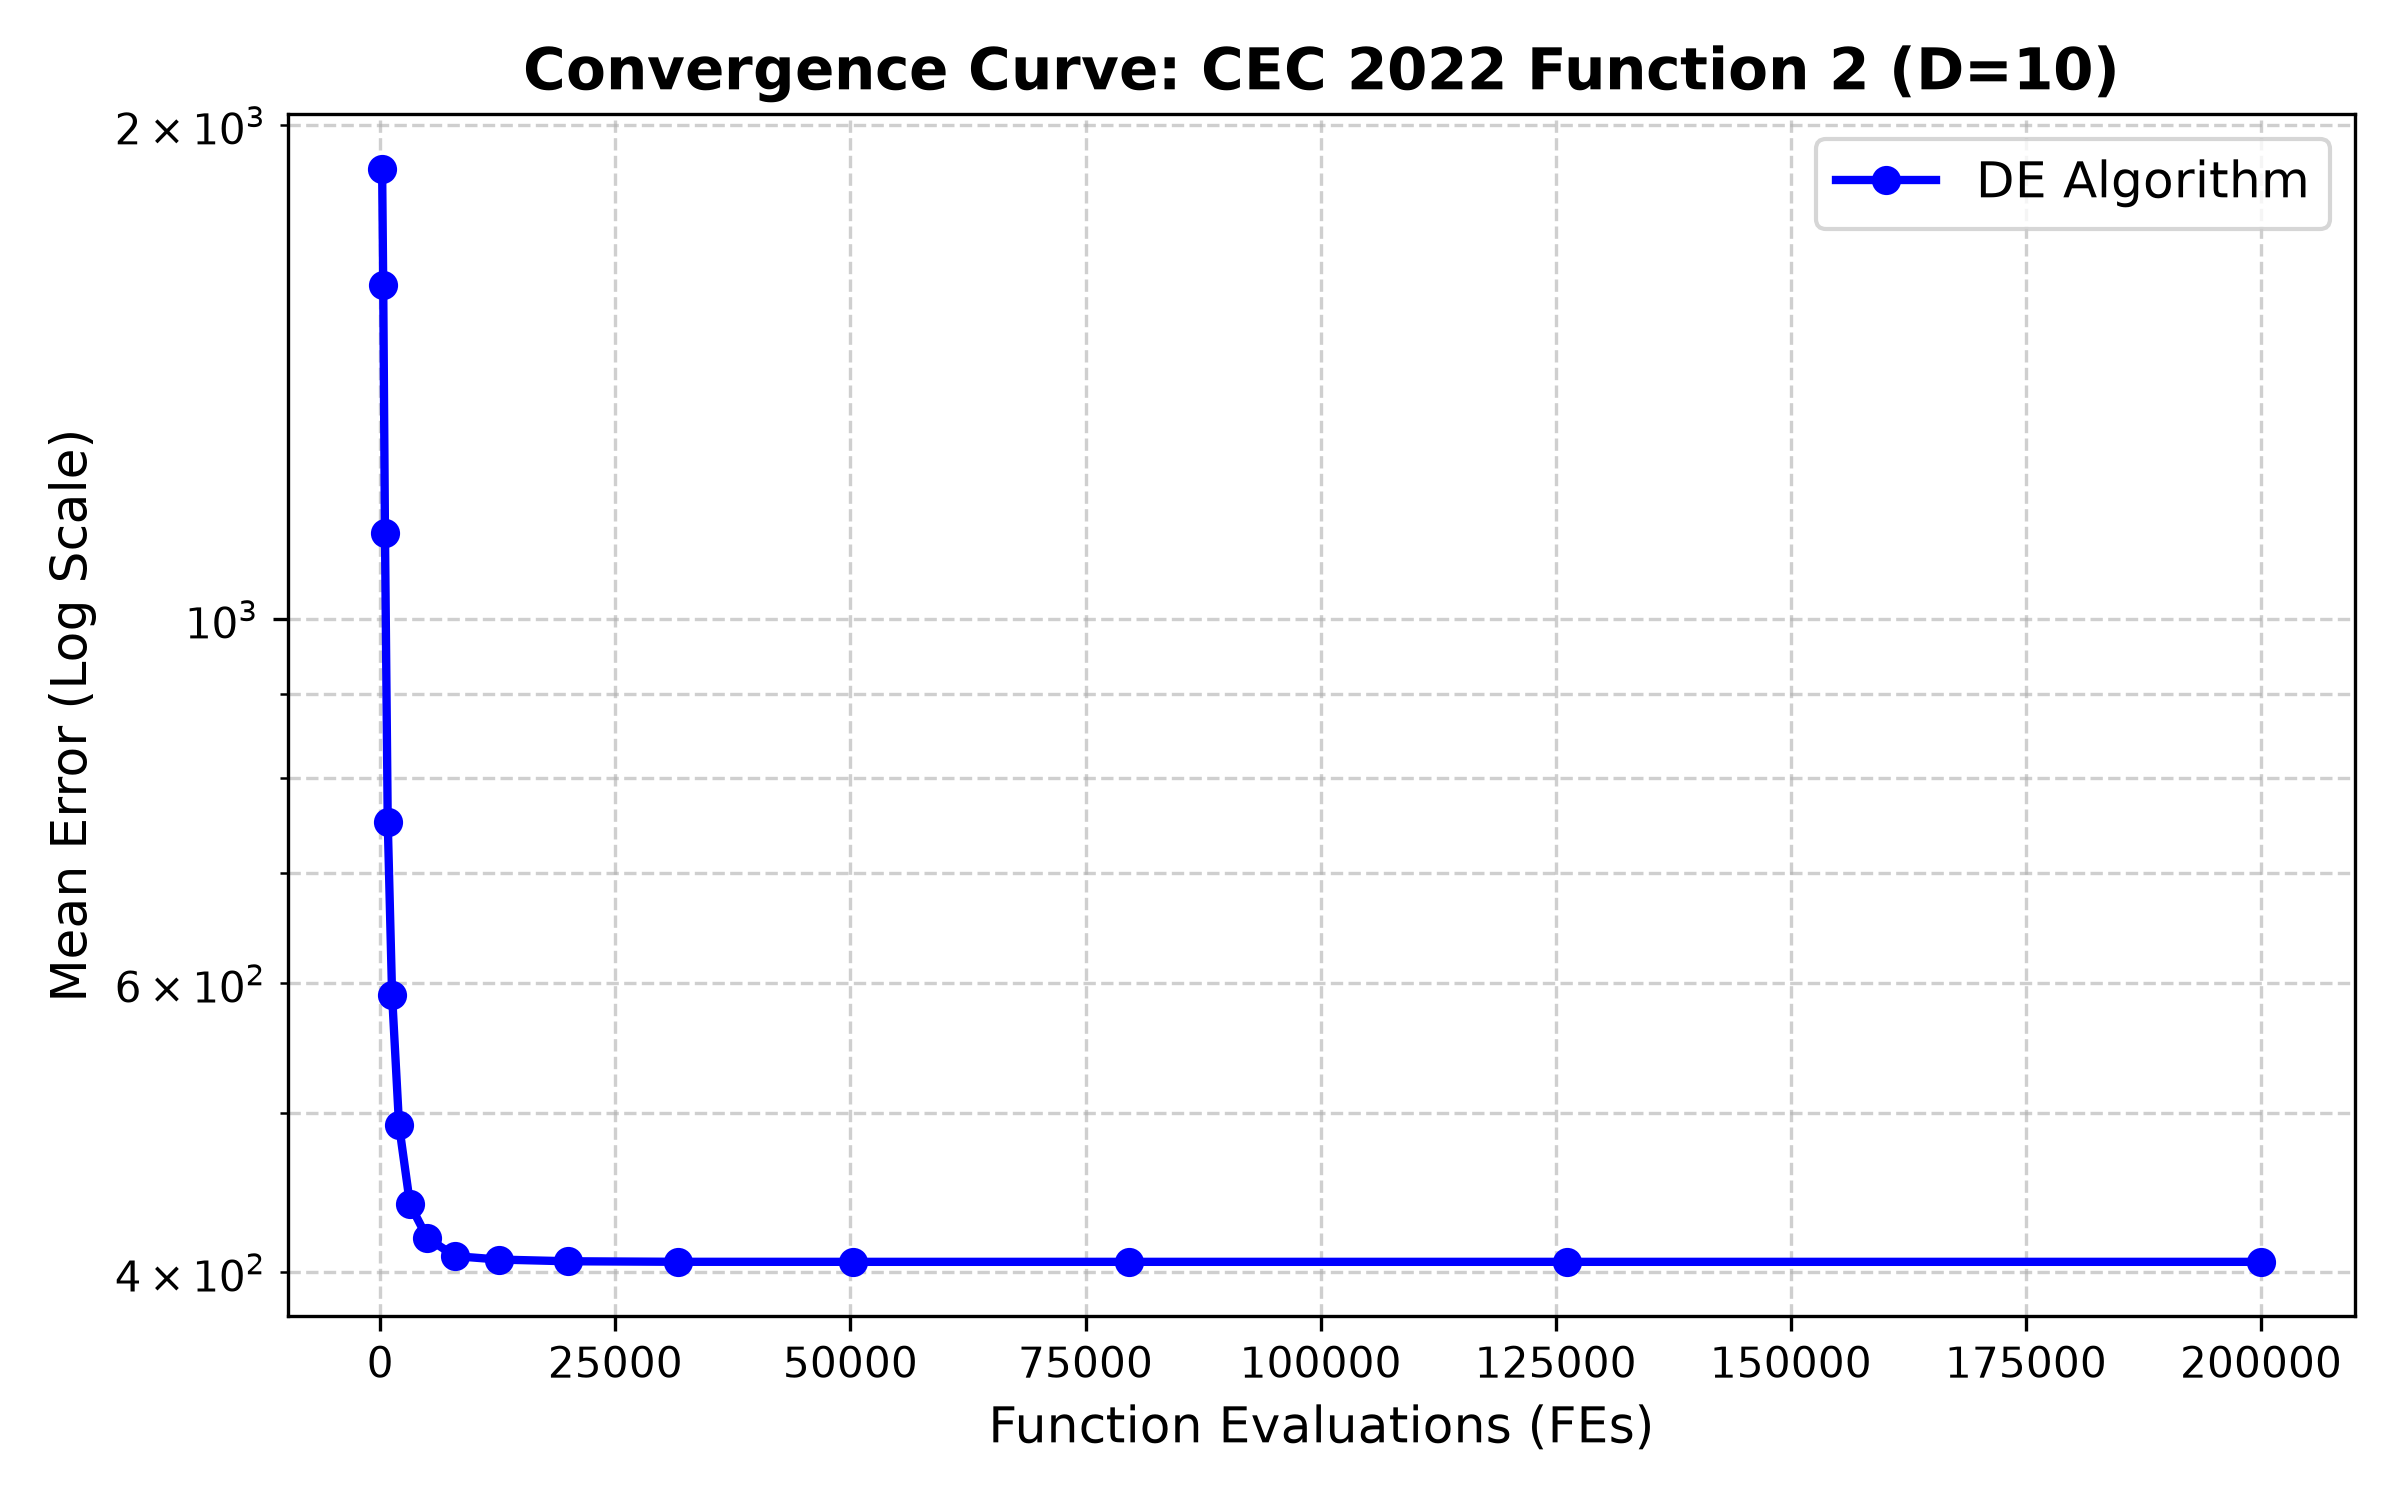 Convergence Curve: CEC 2022 Function 2 (D=10)
DE Algorithm
Mean Error (Log Scale)
2 × 10³
10³
6 × 10²
4 × 10²
0 25000 50000 75000 100000 125000 150000 175000 200000
Function Evaluations (FEs)